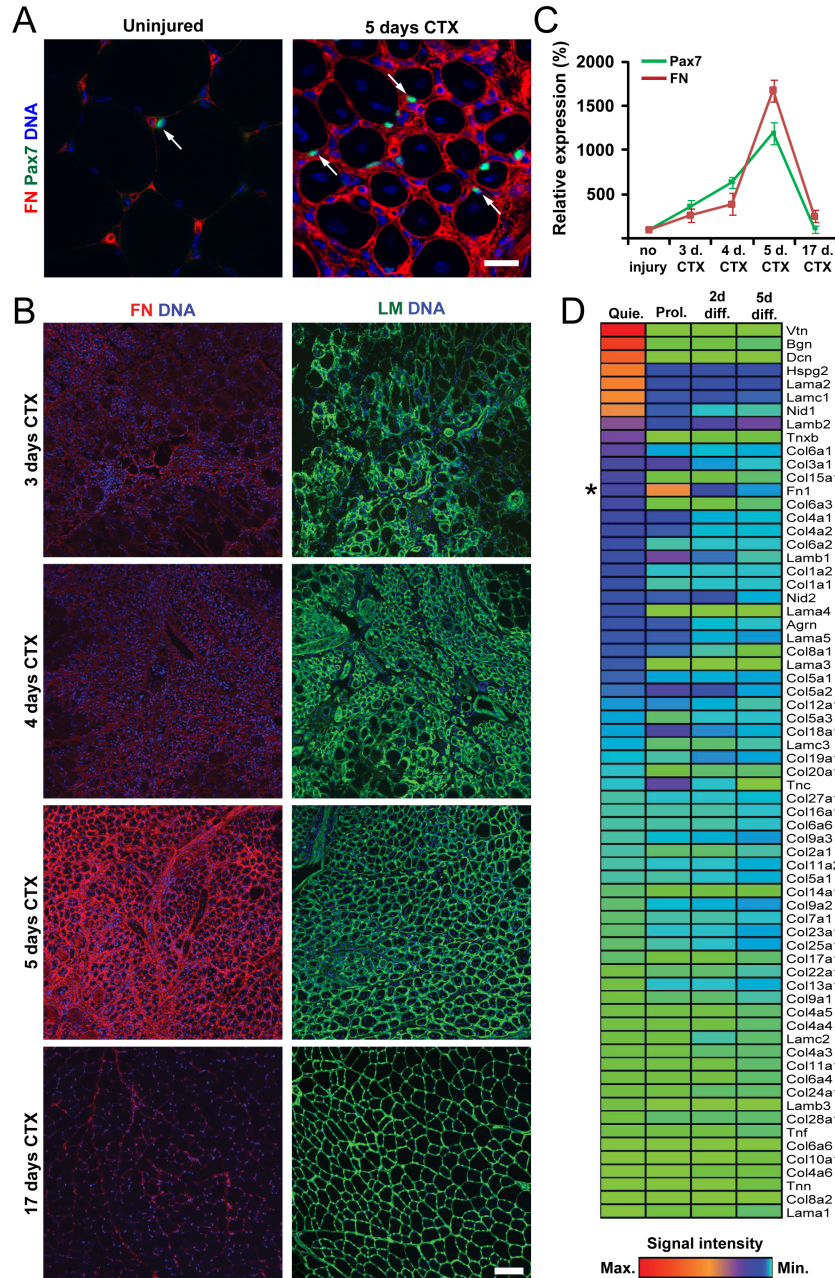 A
Uninjured
5 days CTX
FN Pax7 DNA
C
Relative expression (%)
2000
1500
1000
500
Pax7
FN
no injury
3 d. CTX
4 d. CTX
5 d. CTX
17 d. CTX
B
FN DNA
LM DNA
3 days CTX
4 days CTX
5 days CTX
17 days CTX
D
Quie.
Prol.
2d diff.
5d diff.
Vtn
Bgn
Dcn
Hspg2
Lama2
Lamc1
Nid1
Lamb2
Tnxb
Col6a1
Col3a1
Col15a1
* Fn1
Col6a3
Col4a1
Col4a2
Col6a2
Lamb1
Col1a2
Col1a1
Nid2
Lama4
Agrn
Lama5
Col8a1
Lama3
Col5a1
Col5a2
Col12a1
Col5a3
Col18a1
Lamc3
Col19a1
Col20a1
Tnc
Col27a1
Col16a1
Col6a6
Col9a3
Col2a1
Col11a2
Col5a1
Col14a1
Col9a2
Col7a1
Col23a1
Col25a1
Col17a1
Col22a1
Col13a1
Col9a1
Col4a5
Col4a4
Lamc2
Col4a3
Col11a1
Col6a4
Col24a1
Lamb3
Col28a1
Tnf
Col6a6
Col10a1
Col4a6
Tnn
Col8a2
Lama1
Signal intensity
Max.
Min.